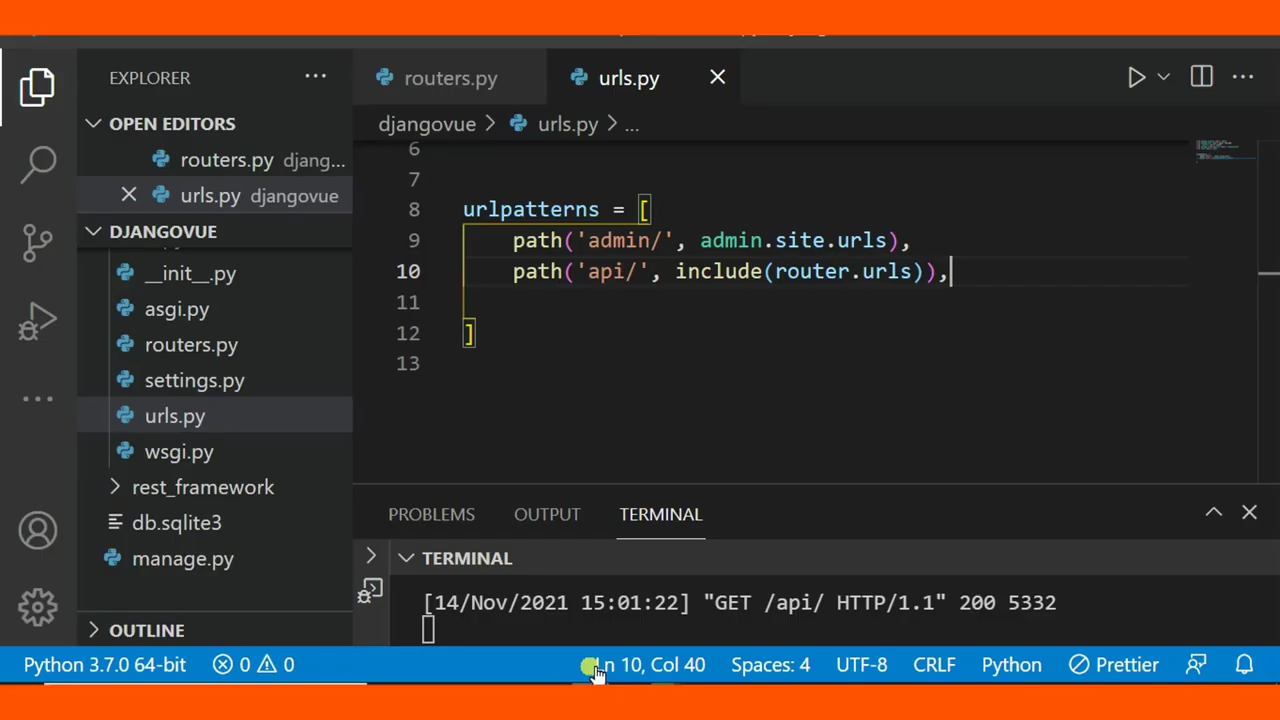 EXPLORER
...
routers.py
urls.py
OPEN EDITORS
routers.py djang...
urls.py djangovue
DJANGOVUE
__init__.py
asgi.py
routers.py
settings.py
urls.py
wsgi.py
rest_framework
db.sqlite3
manage.py
OUTLINE
djangovue > urls.py > ...
6
7
8 urlpatterns = [
9 path('admin/', admin.site.urls),
10 path('api/', include(router.urls)),
11
12 ]
13
PROBLEMS OUTPUT TERMINAL
TERMINAL
[14/Nov/2021 15:01:22] "GET /api/ HTTP/1.1" 200 5332
Python 3.7.0 64-bit 0 0 Ln 10, Col 40 Spaces: 4 UTF-8 CRLF Python Prettier